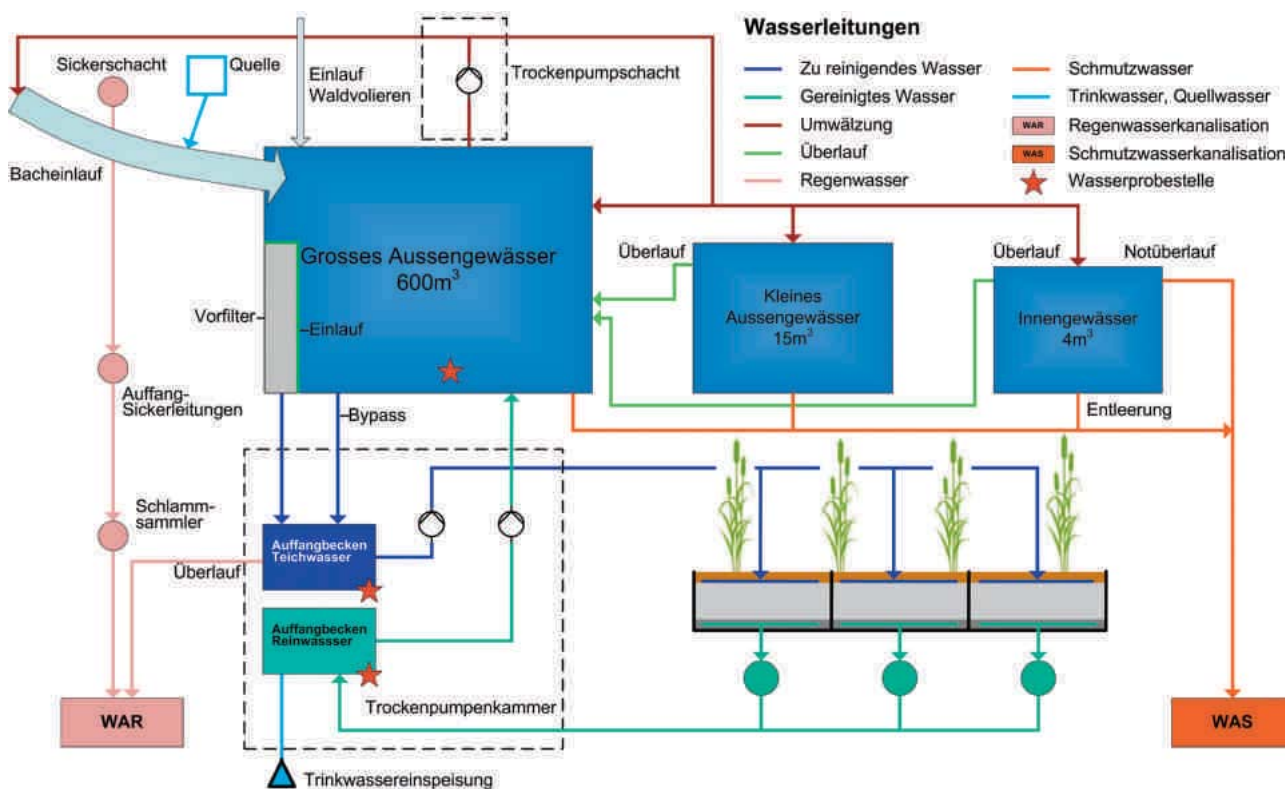 Wasserleitungen
Zu reinigendes Wasser
Gereinigtes Wasser
Umwälzung
Überlauf
Regenwasser
Schmutzwasser
Trinkwasser, Quellwasser
WAR Regenwasserkanalisation
WAS Schmutzwasserkanalisation
Wasserprobestelle
Sickerschacht
Quelle
Einlauf
Waldvolieren
Trockenpumpschacht
Bacheinlauf
Grosses Aussengewässer
600m³
Vorfilter
Einlauf
Überlauf
Kleines
Aussengewässer
15m³
Überlauf
Notüberlauf
Innengewässer
4m³
Auffang-
Sickerleitungen
Bypass
Entleerung
Schlamm-
sammler
Überlauf
Auffangbecken
Teichwasser
Auffangbecken
Reinwassser
Trockenpumpenkammer
WAR
WAS
Trinkwassereinspeisung